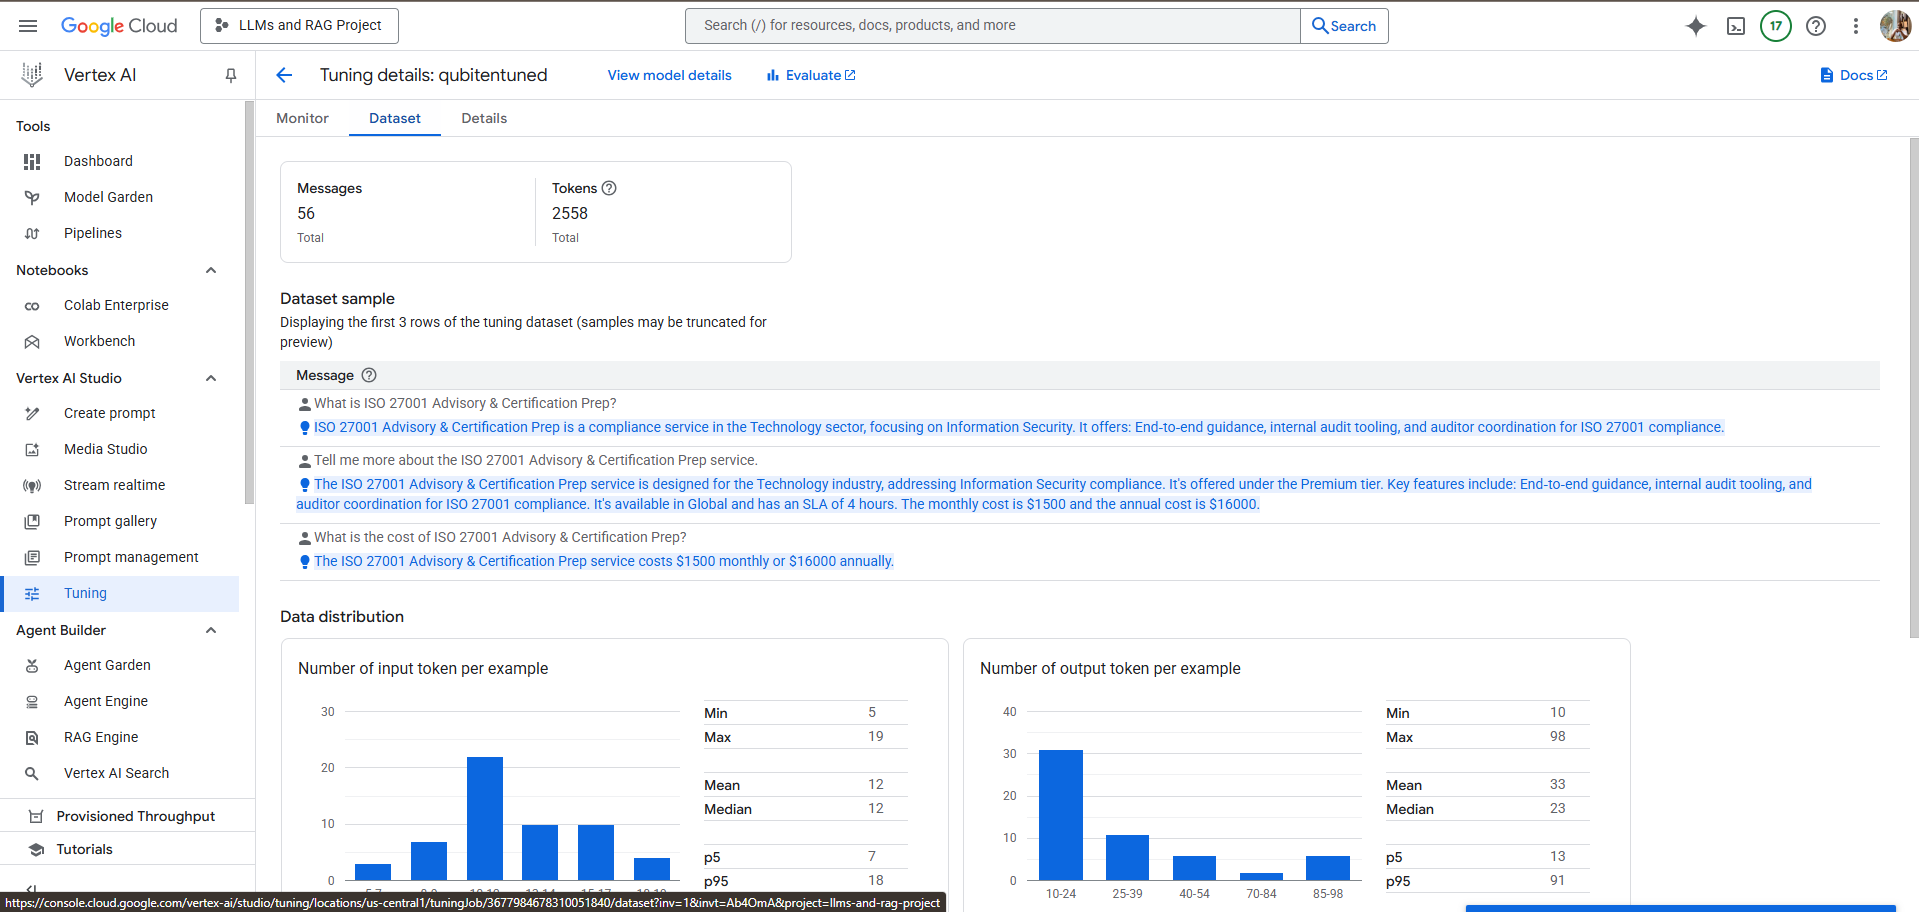 Google Cloud
LLMs and RAG Project
Search (/) for resources, docs, products, and more
Search
17
Vertex AI
Tuning details: qubitentuned
View model details
Evaluate
Docs
Monitor
Dataset
Details
Tools
Dashboard
Model Garden
Pipelines
Notebooks
Colab Enterprise
Workbench
Vertex AI Studio
Create prompt
Media Studio
Stream realtime
Prompt gallery
Prompt management
Tuning
Agent Builder
Agent Garden
Agent Engine
RAG Engine
Vertex AI Search
Provisioned Throughput
Tutorials
Messages
56
Total
Tokens
2558
Total
Dataset sample
Displaying the first 3 rows of the tuning dataset (samples may be truncated for
preview)
Message
What is ISO 27001 Advisory & Certification Prep?
ISO 27001 Advisory & Certification Prep is a compliance service in the Technology sector, focusing on Information Security. It offers: End-to-end guidance, internal audit tooling, and auditor coordination for ISO 27001 compliance.
Tell me more about the ISO 27001 Advisory & Certification Prep service.
The ISO 27001 Advisory & Certification Prep service is designed for the Technology industry, addressing Information Security compliance. It's offered under the Premium tier. Key features include: End-to-end guidance, internal audit tooling, and
auditor coordination for ISO 27001 compliance. It's available in Global and has an SLA of 4 hours. The monthly cost is $1500 and the annual cost is $16000.
What is the cost of ISO 27001 Advisory & Certification Prep?
The ISO 27001 Advisory & Certification Prep service costs $1500 monthly or $16000 annually.
Data distribution
Number of input token per example
30
20
10
0
Min 5
Max 19
Mean 12
Median 12
p5 7
p95 18
Number of output token per example
40
30
20
10
0
10-24 25-39 40-54 70-84 85-98
Min 10
Max 98
Mean 33
Median 23
p5 13
p95 91
https://console.cloud.google.com/vertex-ai/studio/tuning/locations/us-central1/tuningJob/3677984678310051840/dataset?inv=1&invt=Ab4OmA&project=llms-and-rag-project